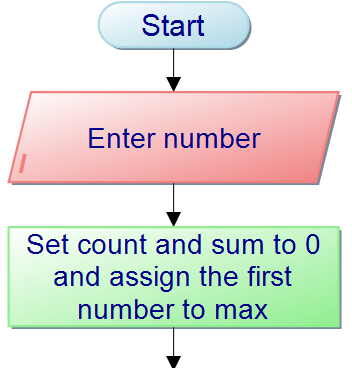 Start
Enter number
I
Set count and sum to 0
and assign the first
number to max